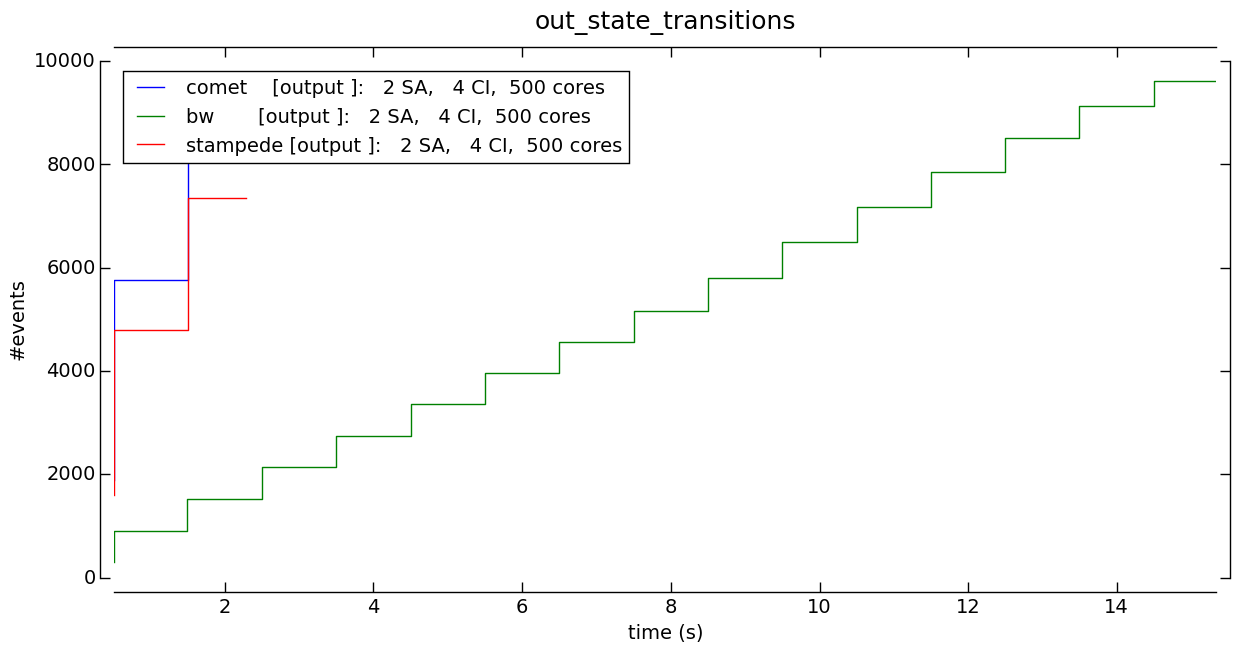 out_state_transitions
10000
8000
6000
4000
2000
0
#events
comet [output ]: 2 SA, 4 CI, 500 cores
bw [output ]: 2 SA, 4 CI, 500 cores
stampede [output ]: 2 SA, 4 CI, 500 cores
2 4 6 8 10 12 14
time (s)